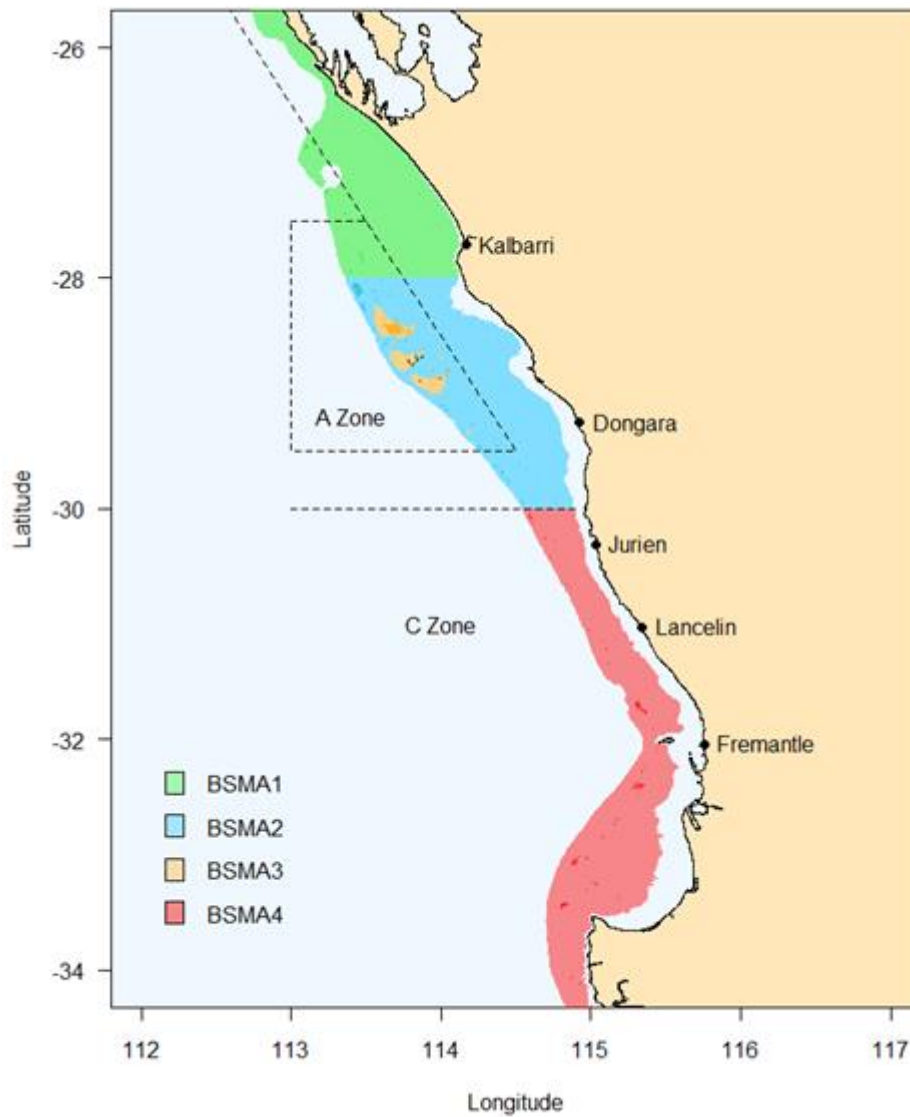 -26
Kalbarri
-28
A Zone
Dongara
Latitude
-30
Jurien
C Zone
Lancelin
-32
Fremantle
BSMA1
BSMA2
BSMA3
BSMA4
-34
112 113 114 115 116 117
Longitude